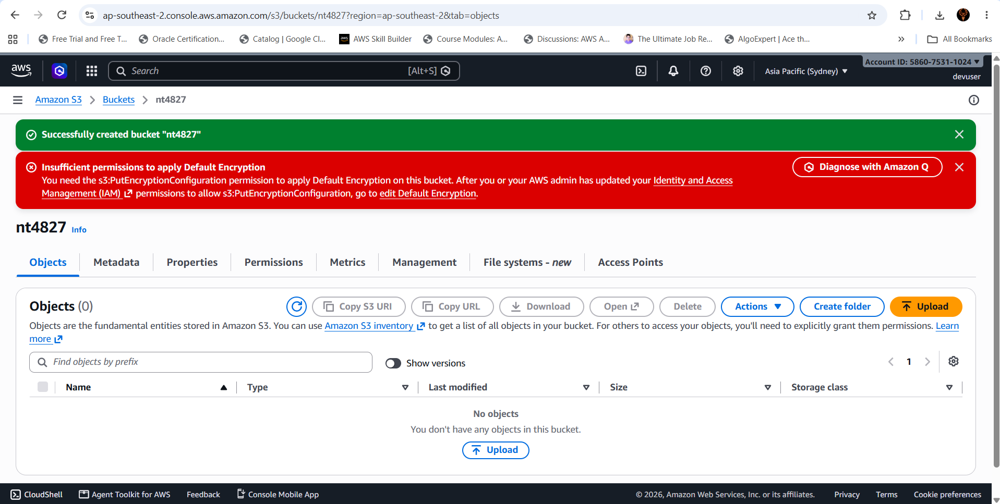 ap-southeast-2.console.aws.amazon.com/s3/buckets/nt4827?region=ap-southeast-2&tab=objects
Free Trial and Free T...
Oracle Certification...
Catalog | Google Cl...
aws
AWS Skill Builder
Course Modules: A...
Discussions: AWS A...
The Ultimate Job Re...
AlgoExpert | Ace th...
»
All Bookmarks
aws
Search
[Alt+S]
Asia Pacific (Sydney)
Account ID: 5860-7531-1024
devuser
Amazon S3
Buckets
nt4827
Successfully created bucket "nt4827"
Insufficient permissions to apply Default Encryption
You need the s3:PutEncryptionConfiguration permission to apply Default Encryption on this bucket. After you or your AWS admin has updated your Identity and Access
Management (IAM) permissions to allow s3:PutEncryptionConfiguration, go to edit Default Encryption.
Diagnose with Amazon Q
nt4827
Info
Objects
Metadata
Properties
Permissions
Metrics
Management
File systems - new
Access Points
Objects (0)
Copy S3 URI
Copy URL
Download
Open
Delete
Actions
Create folder
Upload
Objects are the fundamental entities stored in Amazon S3. You can use Amazon S3 inventory to get a list of all objects in your bucket. For others to access your objects, you'll need to explicitly grant them permissions. Learn
more
Find objects by prefix
Show versions
1
Name
Type
Last modified
Size
Storage class
No objects
You don't have any objects in this bucket.
Upload
CloudShell
Agent Toolkit for AWS
Feedback
Console Mobile App
© 2026, Amazon Web Services, Inc. or its affiliates.
Privacy
Terms
Cookie preferences